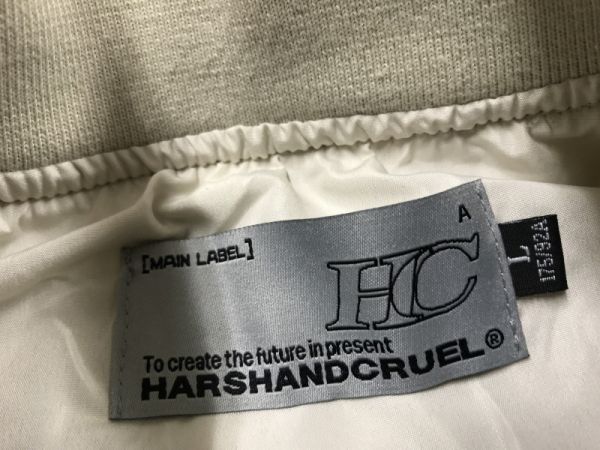 A
[MAIN LABEL]
HC
To create the future in present
HARSHANDCRUEL®
L
175/92A